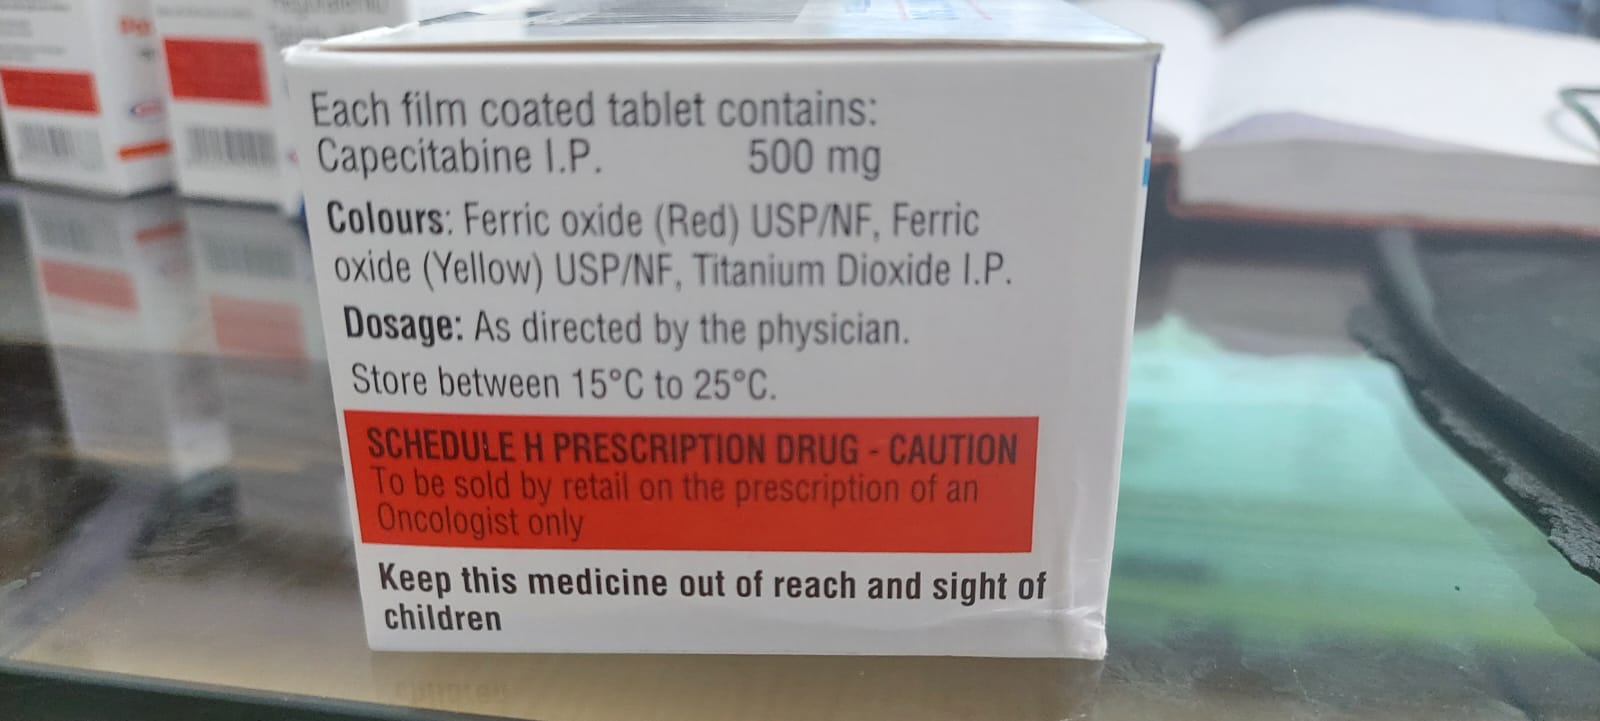 Each film coated tablet contains:
Capecitabine I.P. 500 mg
Colours: Ferric oxide (Red) USP/NF, Ferric
oxide (Yellow) USP/NF, Titanium Dioxide I.P.
Dosage: As directed by the physician.
Store between 15°C to 25°C.
SCHEDULE H PRESCRIPTION DRUG - CAUTION
To be sold by retail on the prescription of an
Oncologist only
Keep this medicine out of reach and sight of
children